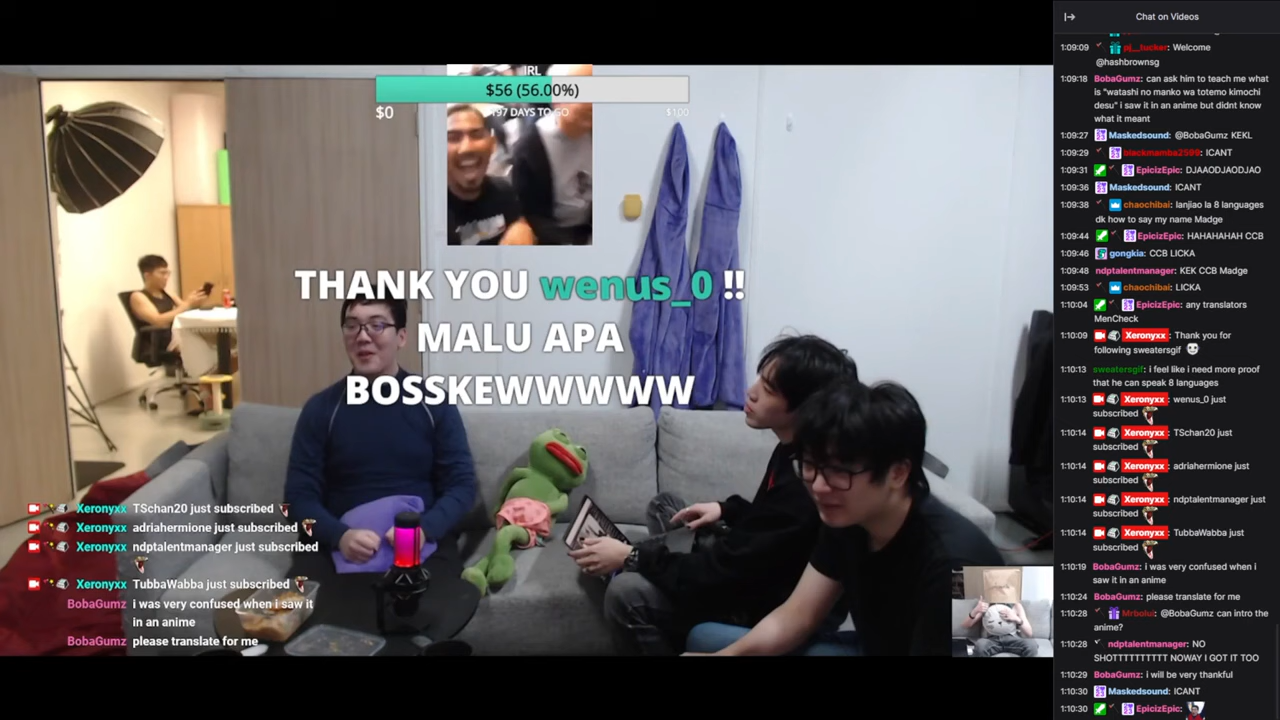 IRL
$56 (56.00%)
$0
197 DAYS TO GO
$100
THANK YOU wenus_0 !!
MALU APA
BOSSKEWWWWW
Xeronyxx TSchan20 just subscribed
Xeronyxx adriahermione just subscribed
Xeronyxx ndptalentmanager just subscribed
Xeronyxx TubbaWabba just subscribed
BobaGumz i was very confused when i saw it
in an anime
BobaGumz please translate for me
Chat on Videos
1:09:09 pj__tucker: Welcome
@hashbrownsg
1:09:18 BobaGumz: can ask him to teach me what
is "watashi no manko wa totemo kimochi
desu" i saw it in an anime but didnt know
what it meant
1:09:27 Maskedsound: @BobaGumz KEKL
1:09:29 blackmamba2599: ICANT
1:09:31 EpicizEpic: DJAAODJAODJAO
1:09:36 Maskedsound: ICANT
1:09:38 chaochibai: lanjiao la 8 languages
dk how to say my name Madge
1:09:44 EpicizEpic: HAHAHAHAH CCB
1:09:46 gongkia: CCB LICKA
1:09:48 ndptalentmanager: KEK CCB Madge
1:09:53 chaochibai: LICKA
1:10:04 EpicizEpic: any translators
MenCheck
1:10:09 Xeronyxx: Thank you for
following sweatersgif
1:10:13 sweatersgif: i feel like i need more proof
that he can speak 8 languages
1:10:13 Xeronyxx: wenus_0 just
subscribed
1:10:14 Xeronyxx: TSchan20 just
subscribed
1:10:14 Xeronyxx: adriahermione just
subscribed
1:10:14 Xeronyxx: ndptalentmanager just
subscribed
1:10:14 Xeronyxx: TubbaWabba just
subscribed
1:10:19 BobaGumz: i was very confused when i
saw it in an anime
1:10:24 BobaGumz: please translate for me
1:10:28 Mrbolui: @BobaGumz can intro the
anime?
1:10:28 ndptalentmanager: NO
SHOTTTTTTTTTT NOWAY I GOT IT TOO
1:10:29 BobaGumz: i will be very thankful
1:10:30 Maskedsound: ICANT
1:10:30 EpicizEpic: